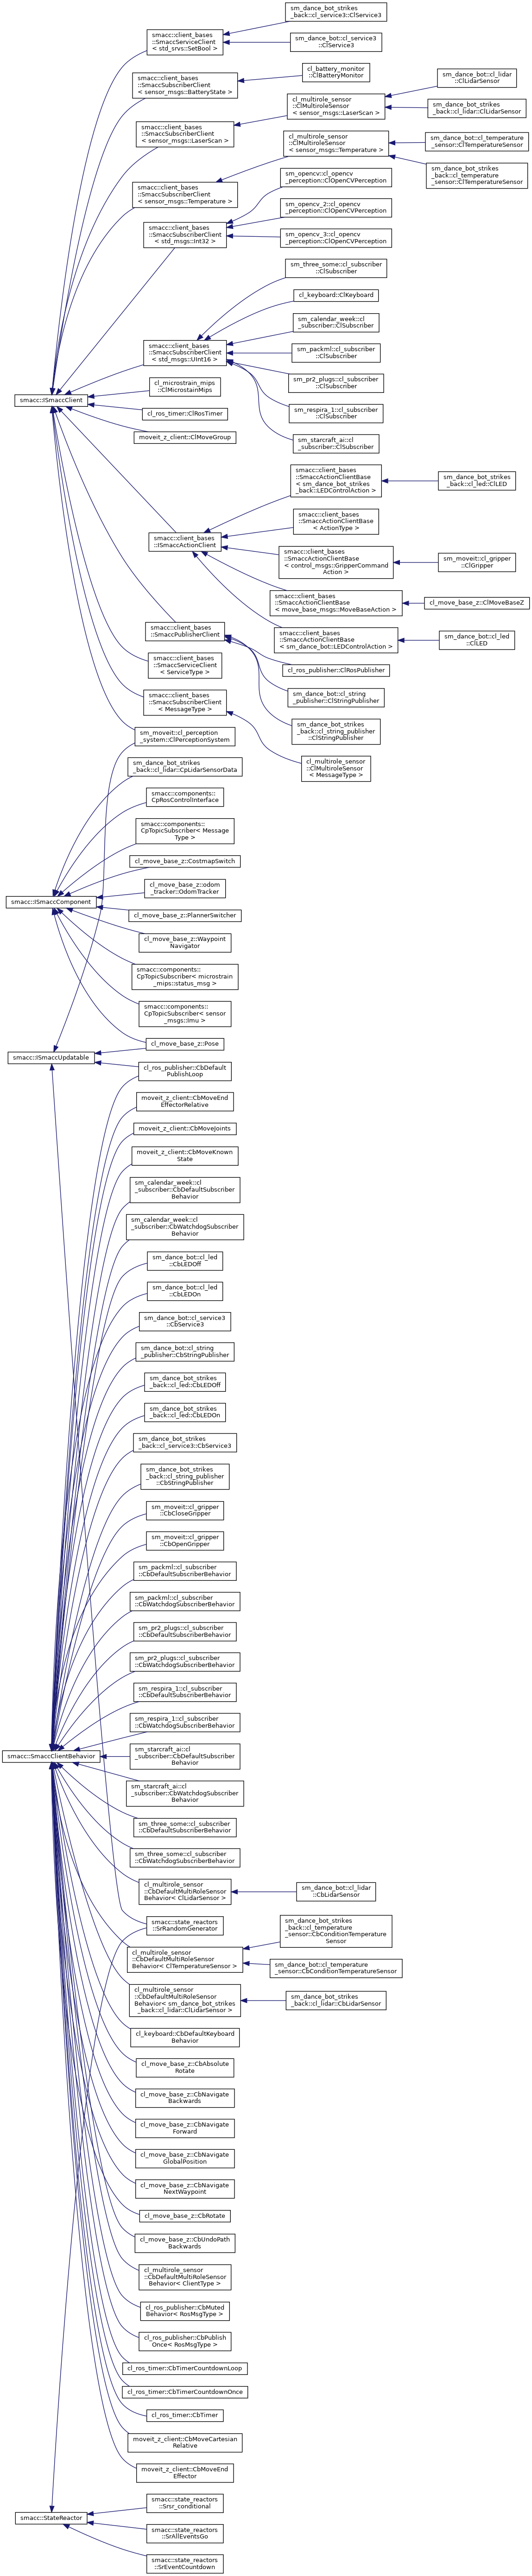 sm_dance_bot_strikes
_back::cl_service3::ClService3
smacc::client_bases
::SmaccServiceClient
< std_srvs::SetBool >
sm_dance_bot::cl_service3
::ClService3
cl_battery_monitor
::ClBatteryMonitor
sm_dance_bot::cl_lidar
::ClLidarSensor
smacc::client_bases
::SmaccSubscriberClient
< sensor_msgs::BatteryState >
cl_multirole_sensor
::ClMultiroleSensor
< sensor_msgs::LaserScan >
sm_dance_bot_strikes
_back::cl_lidar::ClLidarSensor
smacc::client_bases
::SmaccSubscriberClient
< sensor_msgs::LaserScan >
cl_multirole_sensor
::ClMultiroleSensor
< sensor_msgs::Temperature >
sm_dance_bot::cl_temperature
_sensor::ClTemperatureSensor
sm_dance_bot_strikes
_back::cl_temperature
_sensor::ClTemperatureSensor
smacc::client_bases
::SmaccSubscriberClient
< sensor_msgs::Temperature >
sm_opencv::cl_opencv
_perception::ClOpenCVPerception
sm_opencv_2::cl_opencv
_perception::ClOpenCVPerception
smacc::client_bases
::SmaccSubscriberClient
< std_msgs::Int32 >
sm_opencv_3::cl_opencv
_perception::ClOpenCVPerception
sm_three_some::cl_subscriber
::ClSubscriber
cl_keyboard::ClKeyboard
sm_calendar_week::cl
_subscriber::ClSubscriber
smacc::client_bases
::SmaccSubscriberClient
< std_msgs::UInt16 >
sm_packml::cl_subscriber
::ClSubscriber
sm_pr2_plugs::cl_subscriber
::ClSubscriber
cl_microstrain_mips
::ClMicrostainMips
smacc::ISmaccClient
sm_respira_1::cl_subscriber
::ClSubscriber
cl_ros_timer::ClRosTimer
moveit_z_client::ClMoveGroup
sm_starcraft_ai::cl
_subscriber::ClSubscriber
smacc::client_bases
::SmaccActionClientBase
< sm_dance_bot_strikes
_back::LEDControlAction >
sm_dance_bot_strikes
_back::cl_led::ClLED
smacc::client_bases
::SmaccActionClientBase
< ActionType >
smacc::client_bases
::ISmaccActionClient
smacc::client_bases
::SmaccActionClientBase
< control_msgs::GripperCommand
Action >
sm_moveit::cl_gripper
::ClGripper
smacc::client_bases
::SmaccActionClientBase
< move_base_msgs::MoveBaseAction >
cl_move_base_z::ClMoveBaseZ
smacc::client_bases
::SmaccPublisherClient
smacc::client_bases
::SmaccActionClientBase
< sm_dance_bot::LEDControlAction >
sm_dance_bot::cl_led
::ClLED
smacc::client_bases
::SmaccServiceClient
< ServiceType >
cl_ros_publisher::ClRosPublisher
smacc::client_bases
::SmaccSubscriberClient
< MessageType >
sm_dance_bot::cl_string
_publisher::ClStringPublisher
sm_dance_bot_strikes
_back::cl_string_publisher
::ClStringPublisher
sm_moveit::cl_perception
_system::ClPerceptionSystem
cl_multirole_sensor
::ClMultiroleSensor
< MessageType >
sm_dance_bot_strikes
_back::cl_lidar::CpLidarSensorData
smacc::components::
CpRosControlInterface
smacc::components::
CpTopicSubscriber< Message
Type >
cl_move_base_z::CostmapSwitch
cl_move_base_z::odom
_tracker::OdomTracker
smacc::ISmaccComponent
cl_move_base_z::PlannerSwitcher
cl_move_base_z::Waypoint
Navigator
smacc::components::
CpTopicSubscriber< microstrain
_mips::status_msg >
smacc::components::
CpTopicSubscriber< sensor
_msgs::Imu >
cl_move_base_z::Pose
smacc::ISmaccUpdatable
cl_ros_publisher::CbDefault
PublishLoop
moveit_z_client::CbMoveEnd
EffectorRelative
moveit_z_client::CbMoveJoints
moveit_z_client::CbMoveKnown
State
sm_calendar_week::cl
_subscriber::CbDefaultSubscriber
Behavior
sm_calendar_week::cl
_subscriber::CbWatchdogSubscriber
Behavior
sm_dance_bot::cl_led
::CbLEDOff
sm_dance_bot::cl_led
::CbLEDOn
sm_dance_bot::cl_service3
::CbService3
sm_dance_bot::cl_string
_publisher::CbStringPublisher
sm_dance_bot_strikes
_back::cl_led::CbLEDOff
sm_dance_bot_strikes
_back::cl_led::CbLEDOn
sm_dance_bot_strikes
_back::cl_service3::CbService3
sm_dance_bot_strikes
_back::cl_string_publisher
::CbStringPublisher
sm_moveit::cl_gripper
::CbCloseGripper
sm_moveit::cl_gripper
::CbOpenGripper
sm_packml::cl_subscriber
::CbDefaultSubscriberBehavior
sm_packml::cl_subscriber
::CbWatchdogSubscriberBehavior
sm_pr2_plugs::cl_subscriber
::CbDefaultSubscriberBehavior
sm_pr2_plugs::cl_subscriber
::CbWatchdogSubscriberBehavior
sm_respira_1::cl_subscriber
::CbDefaultSubscriberBehavior
sm_respira_1::cl_subscriber
::CbWatchdogSubscriberBehavior
smacc::SmaccClientBehavior
sm_starcraft_ai::cl
_subscriber::CbDefaultSubscriber
Behavior
sm_starcraft_ai::cl
_subscriber::CbWatchdogSubscriber
Behavior
sm_three_some::cl_subscriber
::CbDefaultSubscriberBehavior
sm_three_some::cl_subscriber
::CbWatchdogSubscriberBehavior
cl_multirole_sensor
::CbDefaultMultiRoleSensor
Behavior< ClLidarSensor >
sm_dance_bot::cl_lidar
::CbLidarSensor
smacc::state_reactors
::SrRandomGenerator
sm_dance_bot_strikes
_back::cl_temperature
_sensor::CbConditionTemperature
Sensor
cl_multirole_sensor
::CbDefaultMultiRoleSensor
Behavior< ClTemperatureSensor >
sm_dance_bot::cl_temperature
_sensor::CbConditionTemperatureSensor
cl_multirole_sensor
::CbDefaultMultiRoleSensor
Behavior< sm_dance_bot_strikes
_back::cl_lidar::ClLidarSensor >
sm_dance_bot_strikes
_back::cl_lidar::CbLidarSensor
cl_keyboard::CbDefaultKeyboard
Behavior
cl_move_base_z::CbAbsolute
Rotate
cl_move_base_z::CbNavigate
Backwards
cl_move_base_z::CbNavigate
Forward
cl_move_base_z::CbNavigate
GlobalPosition
cl_move_base_z::CbNavigate
NextWaypoint
cl_move_base_z::CbRotate
cl_move_base_z::CbUndoPath
Backwards
cl_multirole_sensor
::CbDefaultMultiRoleSensor
Behavior< ClientType >
cl_ros_publisher::CbMuted
Behavior< RosMsgType >
cl_ros_publisher::CbPublish
Once< RosMsgType >
cl_ros_timer::CbTimerCountdownLoop
cl_ros_timer::CbTimerCountdownOnce
cl_ros_timer::CbTimer
moveit_z_client::CbMoveCartesian
Relative
moveit_z_client::CbMoveEnd
Effector
smacc::state_reactors
::Srsr_conditional
smacc::StateReactor
smacc::state_reactors
::SrAllEventsGo
smacc::state_reactors
::SrEventCountdown